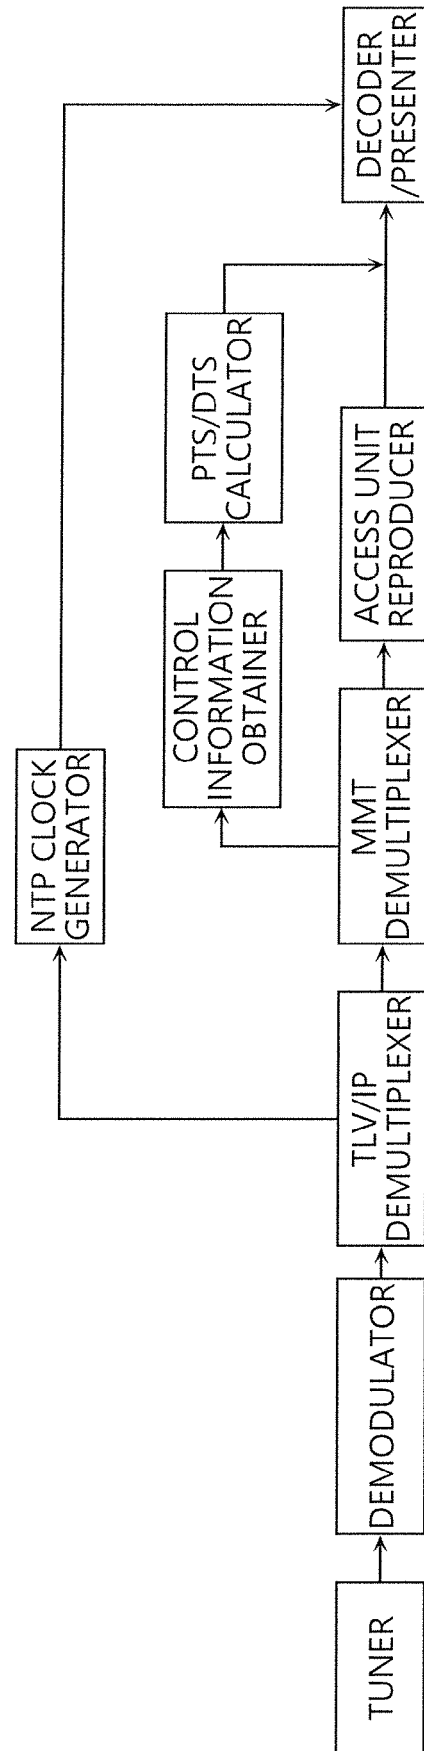 TUNER
DEMODULATOR
TLV/IP
DEMULTIPLEXER
MMT
DEMULTIPLEXER
ACCESS UNIT
REPRODUCER
DECODER
/PRESENTER
CONTROL
INFORMATION
OBTAINER
PTS/DTS
CALCULATOR
NTP CLOCK
GENERATOR